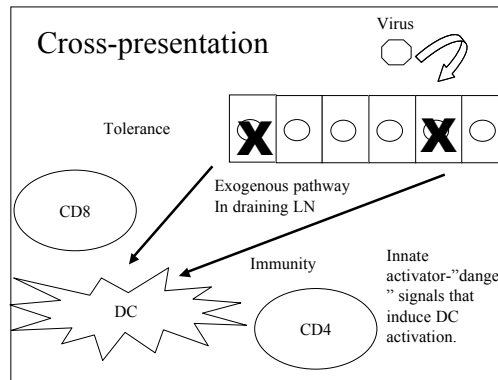 Cross-presentation
Virus
Tolerance
X
X
Exogenous pathway
In draining LN
CD8
Immunity
DC
CD4
Innate
activator-”dange
” signals that
induce DC
activation.